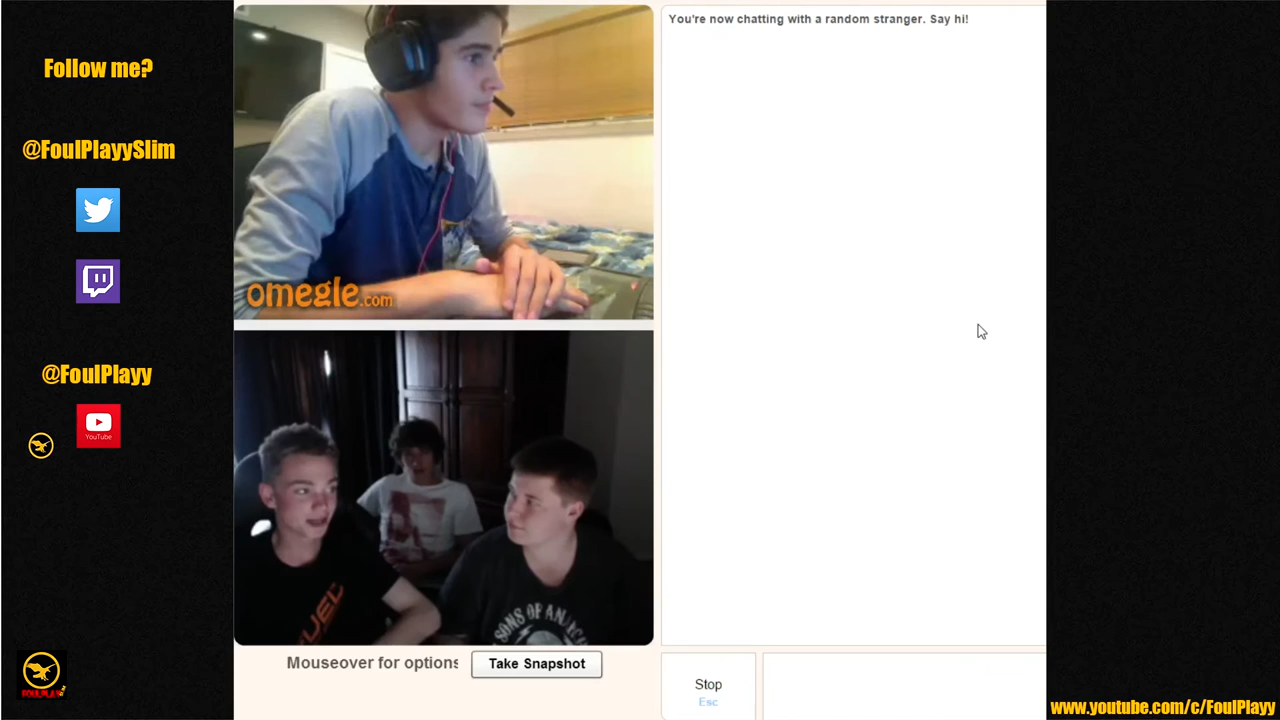 Follow me?
@FoulPlayySlim
@FoulPlayy
YouTube
omegle.com
SONS OF ANARC
Mouseover for options
Take Snapshot
You're now chatting with a random stranger. Say hi!
Stop
Esc
www.youtube.com/c/FoulPlayy